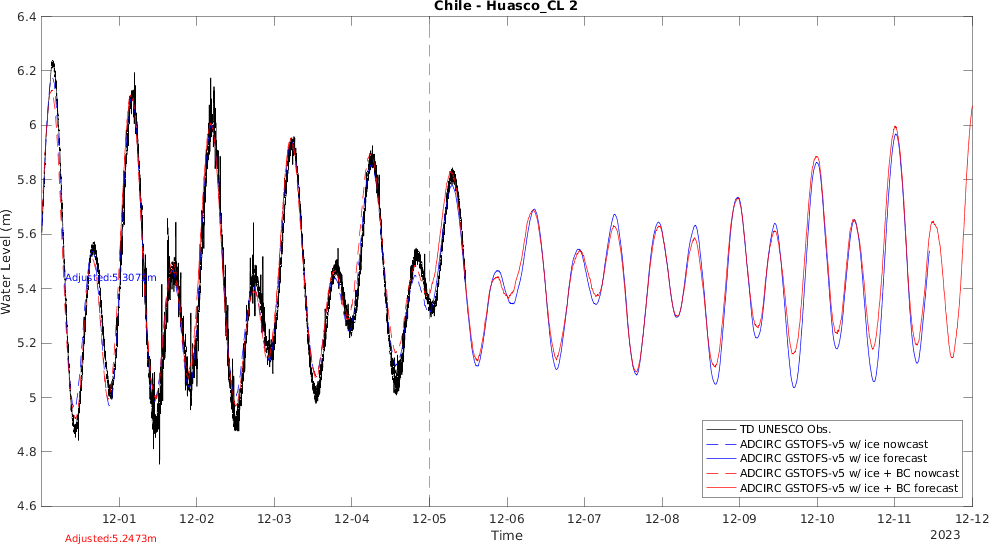 Chile - Huasco_CL 2
6.4
6.2
6
5.8
5.6
5.4
5.2
5
4.8
4.6
Water Level (m)
Adjusted:5.307m
TD UNESCO Obs.
ADCIRC GSTOFS-v5 w/ ice nowcast
ADCIRC GSTOFS-v5 w/ ice forecast
ADCIRC GSTOFS-v5 w/ ice + BC nowcast
ADCIRC GSTOFS-v5 w/ ice + BC forecast
12-01 12-02 12-03 12-04 12-05 12-06 12-07 12-08 12-09 12-10 12-11 12-12
Time
2023
Adjusted:5.2473m